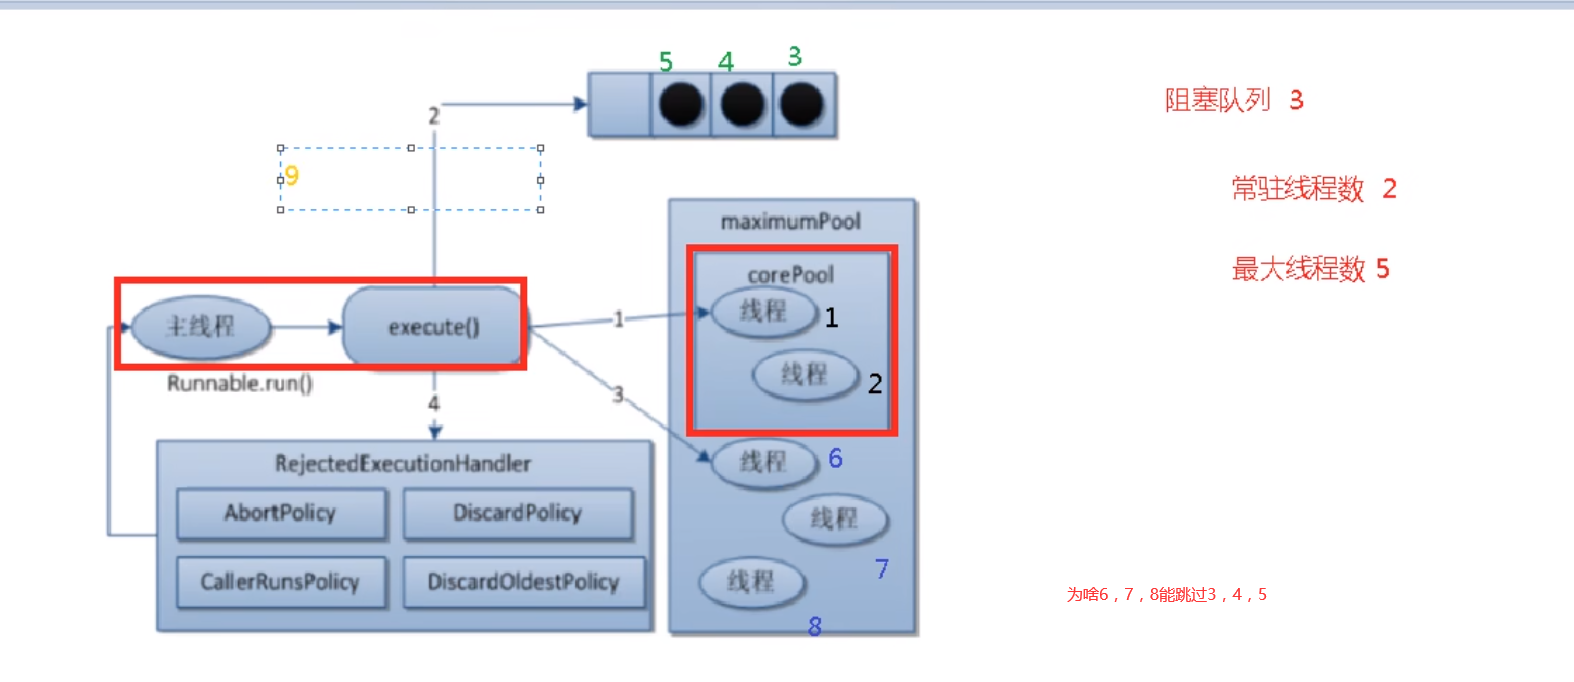 5 4 3
阻塞队列 3
2
9
常驻线程数 2
maximumPool
最大线程数 5
corePool
线程 1
主线程
execute()
1
线程 2
Runnable.run()
3
4
线程 6
RejectedExecutionHandler
AbortPolicy
DiscardPolicy
线程
7
CallerRunsPolicy
DiscardOldestPolicy
线程
8
为啥6，7，8能跳过3，4，5